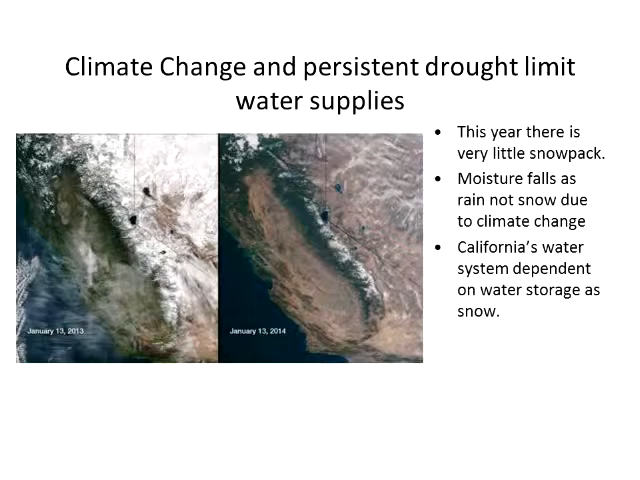 Climate Change and persistent drought limit
water supplies
• This year there is
very little snowpack.
• Moisture falls as
rain not snow due
to climate change
• California’s water
system dependent
on water storage as
snow.
January 13, 2013
January 13, 2014